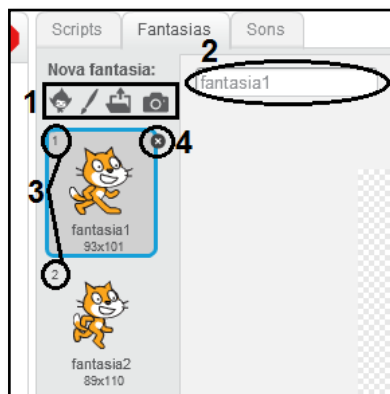 Scripts Fantasias Sons
2
Nova fantasia:
fantasia1
1
1
4
3
fantasia1
93x101
2
fantasia2
89x110